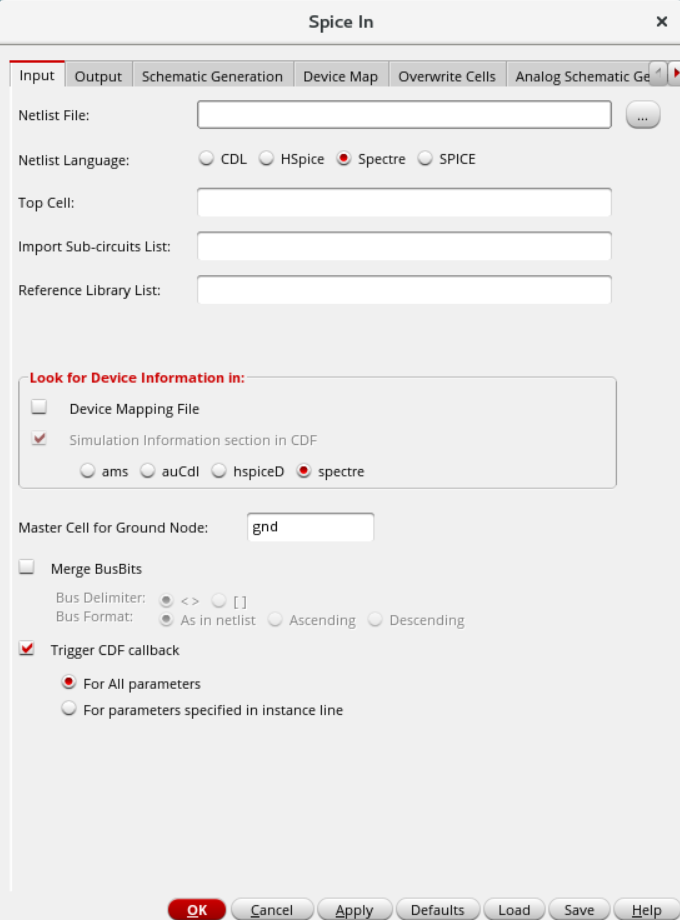 Spice In
Input Output Schematic Generation Device Map Overwrite Cells Analog Schematic Ge
Netlist File: ...
Netlist Language: CDL HSpice Spectre SPICE
Top Cell:
Import Sub-circuits List:
Reference Library List:
Look for Device Information in:
Device Mapping File
Simulation Information section in CDF
ams auCdl hspiceD spectre
Master Cell for Ground Node: gnd
Merge BusBits
Bus Delimiter: < > [ ]
Bus Format: As in netlist Ascending Descending
Trigger CDF callback
For All parameters
For parameters specified in instance line
OK Cancel Apply Defaults Load Save Help